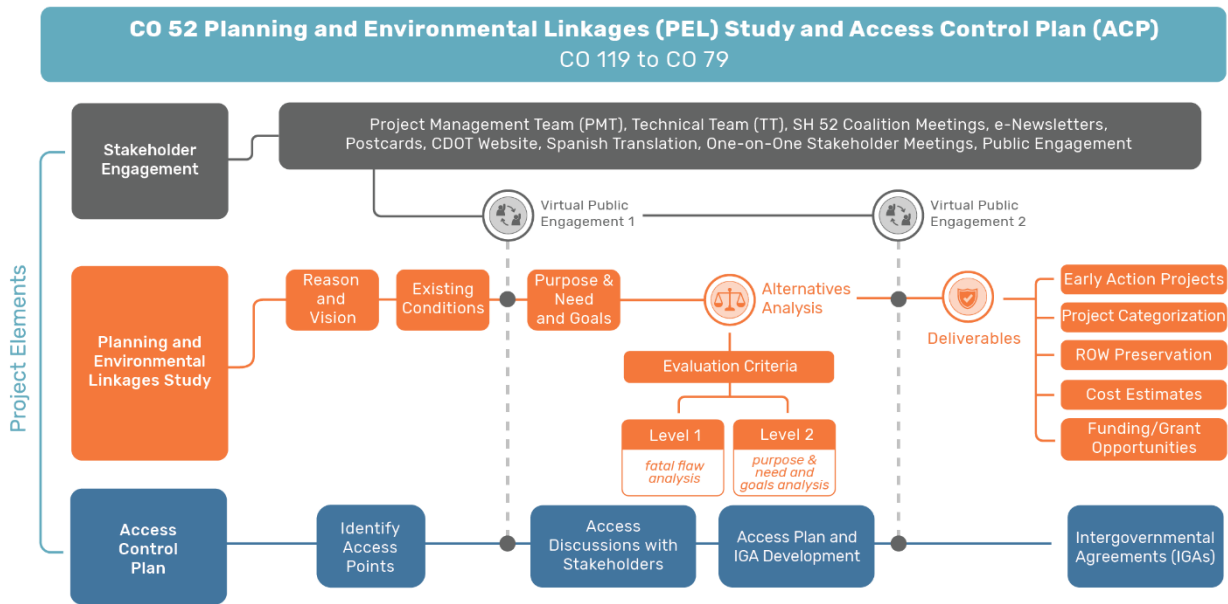 CO 52 Planning and Environmental Linkages (PEL) Study and Access Control Plan (ACP)
CO 119 to CO 79
Project Elements
Stakeholder
Engagement
Project Management Team (PMT), Technical Team (TT), SH 52 Coalition Meetings, e-Newsletters,
Postcards, CDOT Website, Spanish Translation, One-on-One Stakeholder Meetings, Public Engagement
Virtual Public
Engagement 1
Virtual Public
Engagement 2
Planning and
Environmental
Linkages Study
Reason
and
Vision
Existing
Conditions
Purpose &
Need
and Goals
Alternatives
Analysis
Evaluation Criteria
Level 1
fatal flaw
analysis
Level 2
purpose &
need and
goals analysis
Deliverables
Early Action Projects
Project Categorization
ROW Preservation
Cost Estimates
Funding/Grant
Opportunities
Access
Control
Plan
Identify
Access
Points
Access
Discussions with
Stakeholders
Access Plan and
IGA Development
Intergovernmental
Agreements (IGAs)